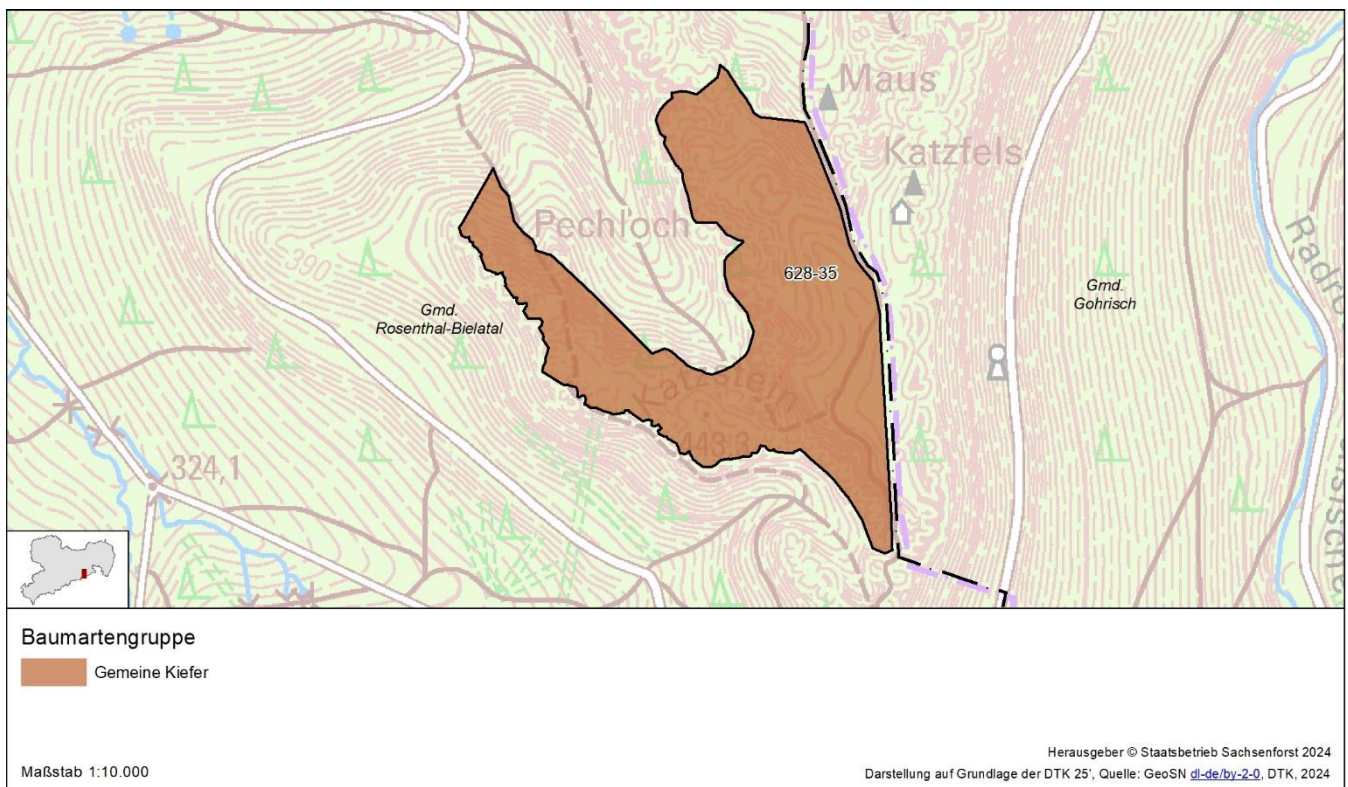 Maus
Katzfels
Pechloch
390
628-35
Gmd.
Rosenthal-Bielatal
Gmd.
Gohrisch
Radro
Katzstein
443,3
324,1
Baumartengruppe
Gemeine Kiefer
Maßstab 1:10.000
Herausgeber © Staatsbetrieb Sachsenforst 2024
Darstellung auf Grundlage der DTK 25', Quelle: GeoSN dl-de/by-2-0, DTK, 2024